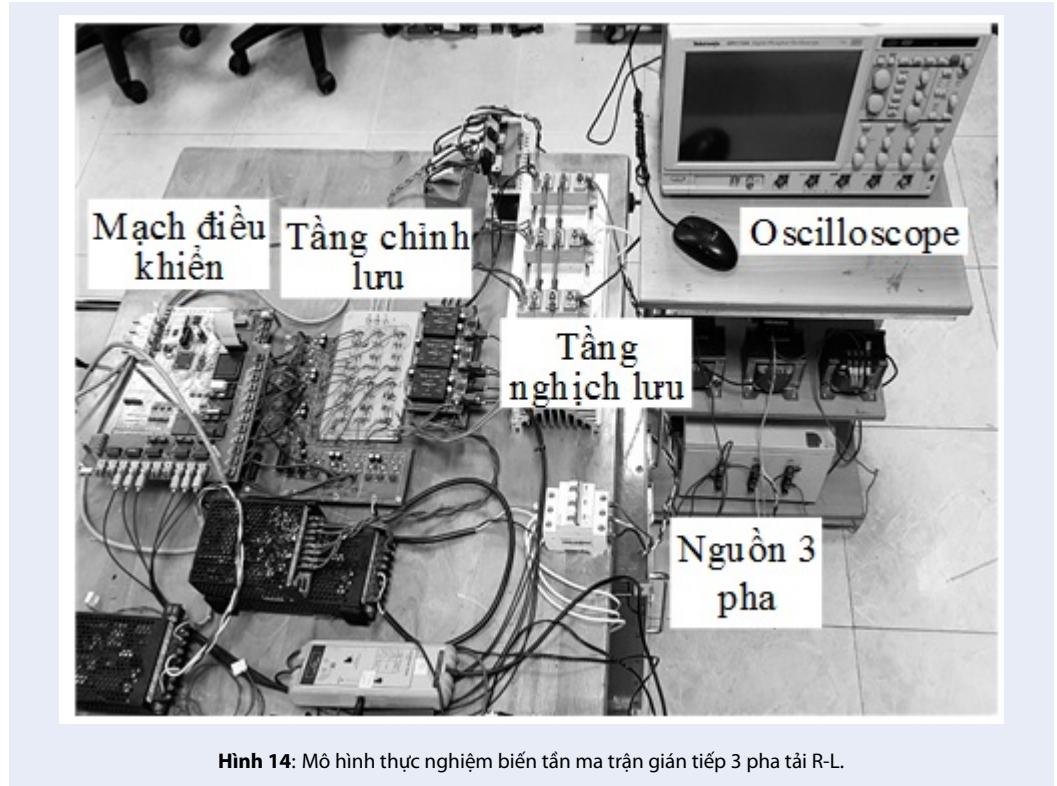 Tektronix
Mạch điều
khiển
Tầng chỉnh
lưu
Oscilloscope
Tầng
nghịch lưu
Nguồn 3
pha
Hình 14: Mô hình thực nghiệm biến tần ma trận gián tiếp 3 pha tải R-L.